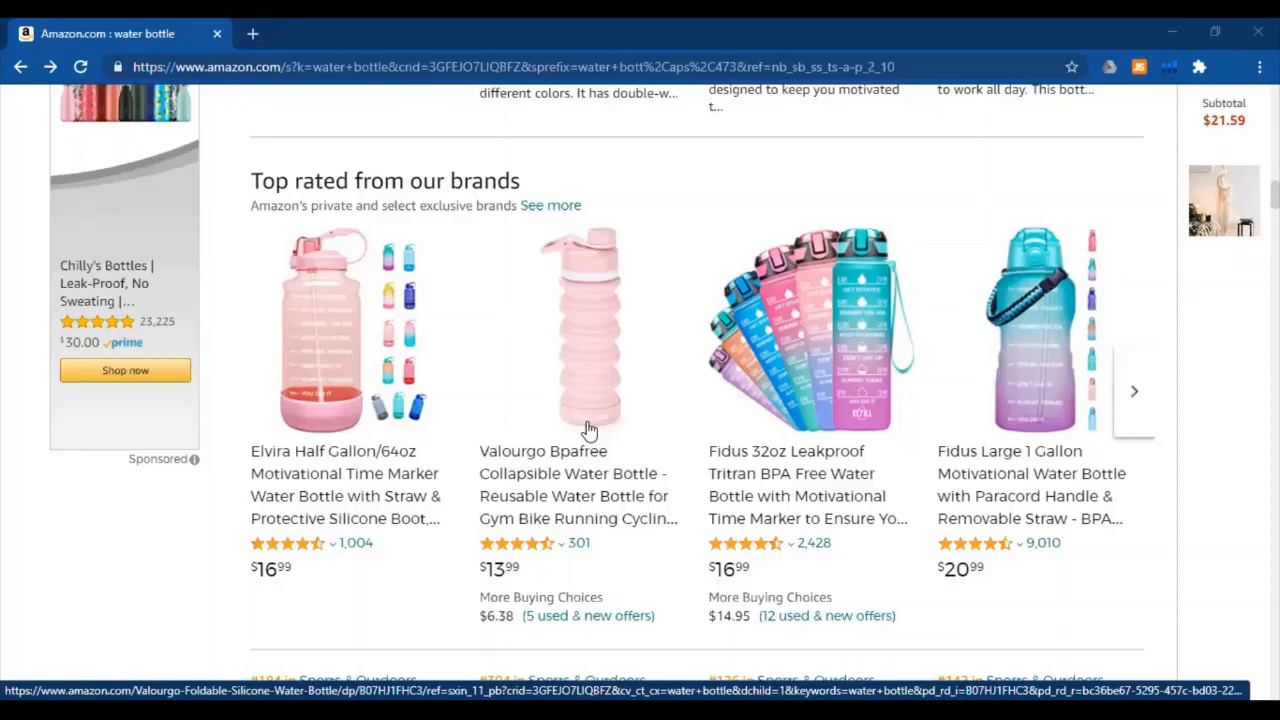 Amazon.com : water bottle
https://www.amazon.com/s?k=water+bottle&crid=3GFEJO7LIQBFZ&sprefix=water+bott%2Caps%2C473&ref=nb_sb_ss_ts-a-p_2_10
different colors. It has double-w...
designed to keep you motivated
t...
to work all day. This bott...
Subtotal
$21.59
Top rated from our brands
Amazon's private and select exclusive brands See more
Chilly's Bottles |
Leak-Proof, No
Sweating |...
23,225
$30.00 prime
Shop now
Sponsored
Elvira Half Gallon/64oz
Motivational Time Marker
Water Bottle with Straw &
Protective Silicone Boot,...
1,004
$16.99
Valourgo Bpafree
Collapsible Water Bottle -
Reusable Water Bottle for
Gym Bike Running Cyclin...
301
$13.99
More Buying Choices
$6.38 (5 used & new offers)
Fidus 32oz Leakproof
Tritran BPA Free Water
Bottle with Motivational
Time Marker to Ensure Yo...
2,428
$16.99
More Buying Choices
$14.95 (12 used & new offers)
Fidus Large 1 Gallon
Motivational Water Bottle
with Paracord Handle &
Removable Straw - BPA...
9,010
$20.99
https://www.amazon.com/Valourgo-Foldable-Silicone-Water-Bottle/dp/B07HJ1FHC3/ref=sxin_11_pb?crid=3GFEJO7LIQBFZ&cv_ct_cx=water+bottle&dchild=1&keywords=water+bottle&pd_rd_i=B07HJ1FHC3&pd_rd_r=bc36be67-5295-457c-bd03-22...